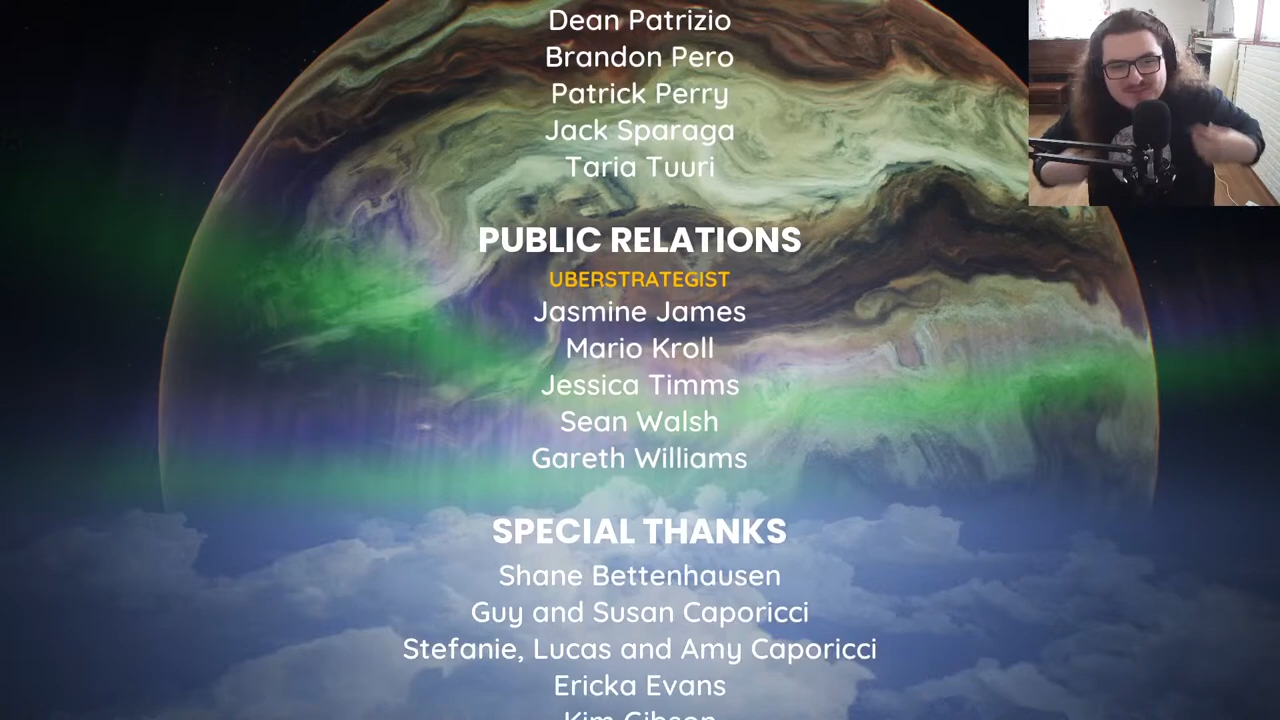 Dean Patrizio
Brandon Pero
Patrick Perry
Jack Sparaga
Taria Tuuri
PUBLIC RELATIONS
UBERSTRATEGIST
Jasmine James
Mario Kroll
Jessica Timms
Sean Walsh
Gareth Williams
SPECIAL THANKS
Shane Bettenhausen
Guy and Susan Caporicci
Stefanie, Lucas and Amy Caporicci
Ericka Evans
Kim Gibson